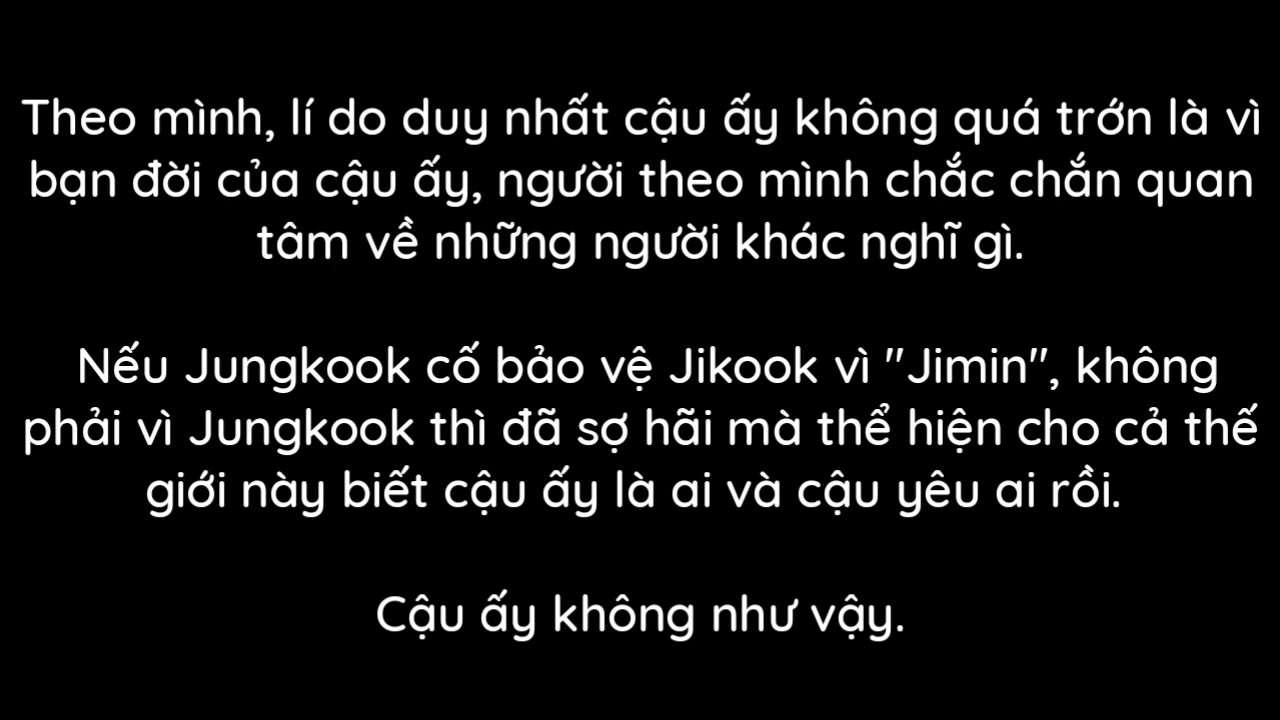 Theo mình, lí do duy nhất cậu ấy không quá trớn là vì
bạn đời của cậu ấy, người theo mình chắc chắn quan
tâm về những người khác nghĩ gì.
Nếu Jungkook cố bảo vệ Jikook vì "Jimin", không
phải vì Jungkook thì đã sợ hãi mà thể hiện cho cả thế
giới này biết cậu ấy là ai và cậu yêu ai rồi.
Cậu ấy không như vậy.